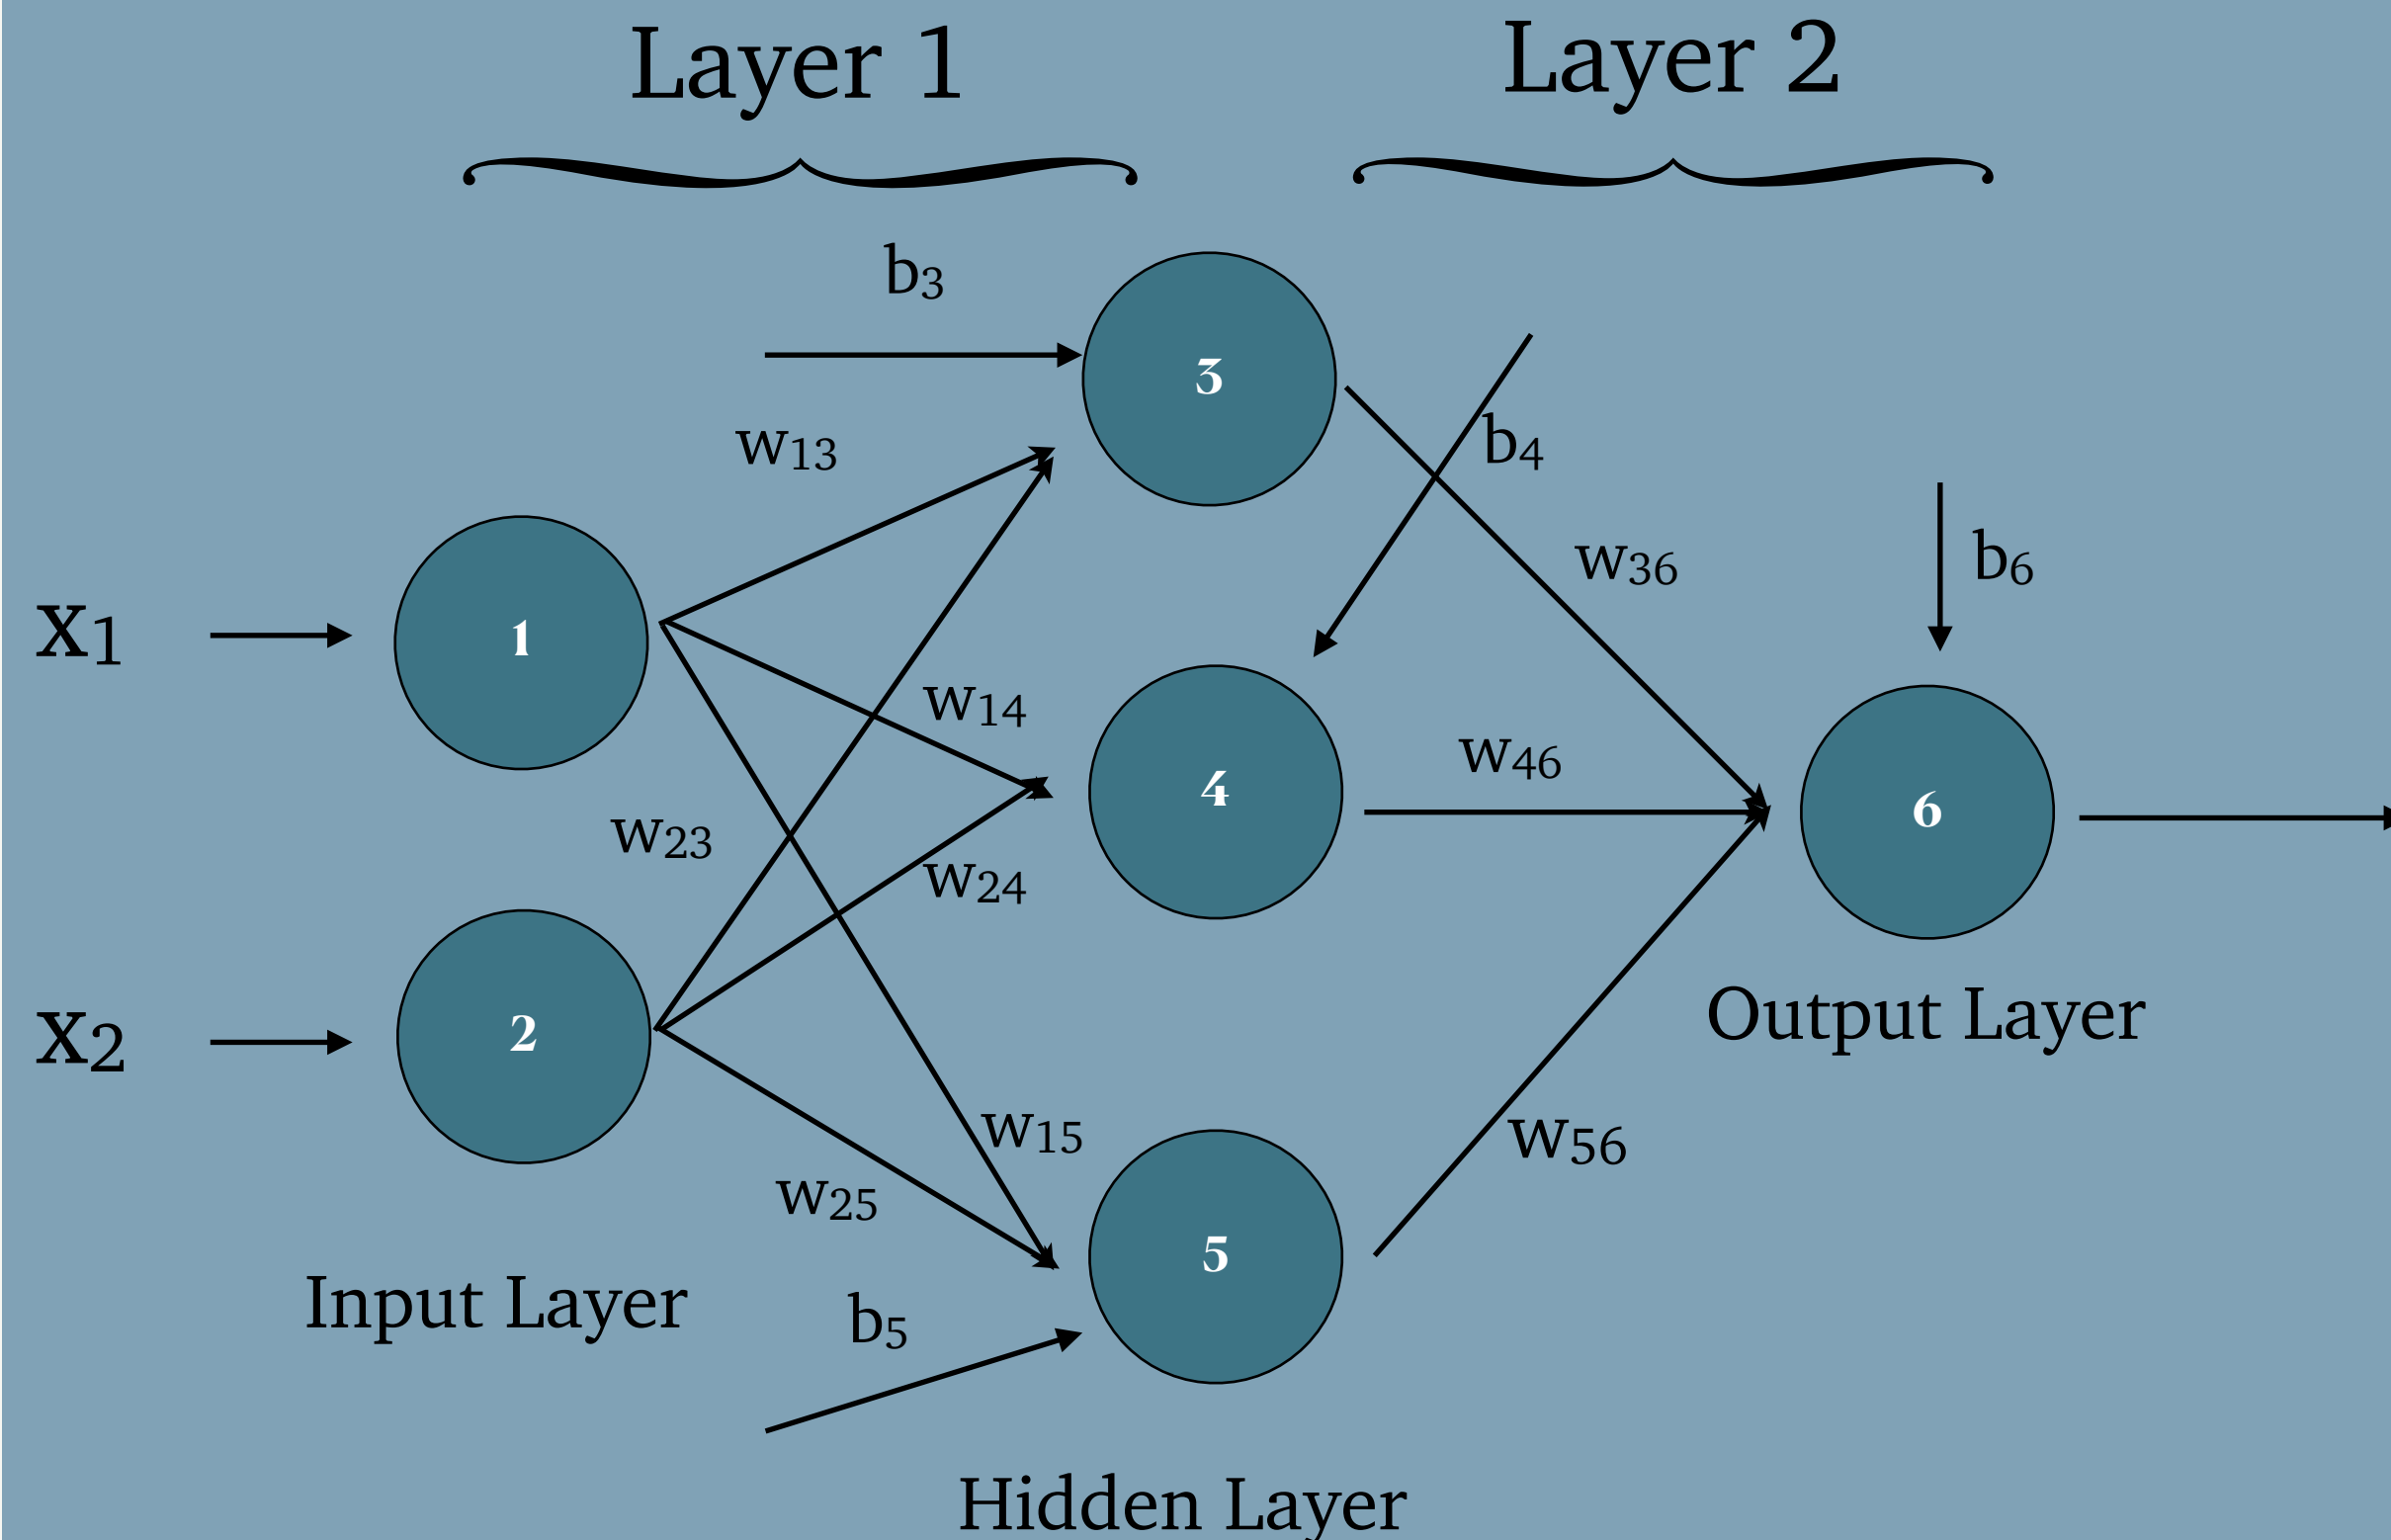 Layer 1
Layer 2
b3
3
w13
b4
w36
b6
x1
1
w14
w46
4
6
w23
w24
x2
2
Output Layer
w15
w56
w25
5
Input Layer
b5
Hidden Layer